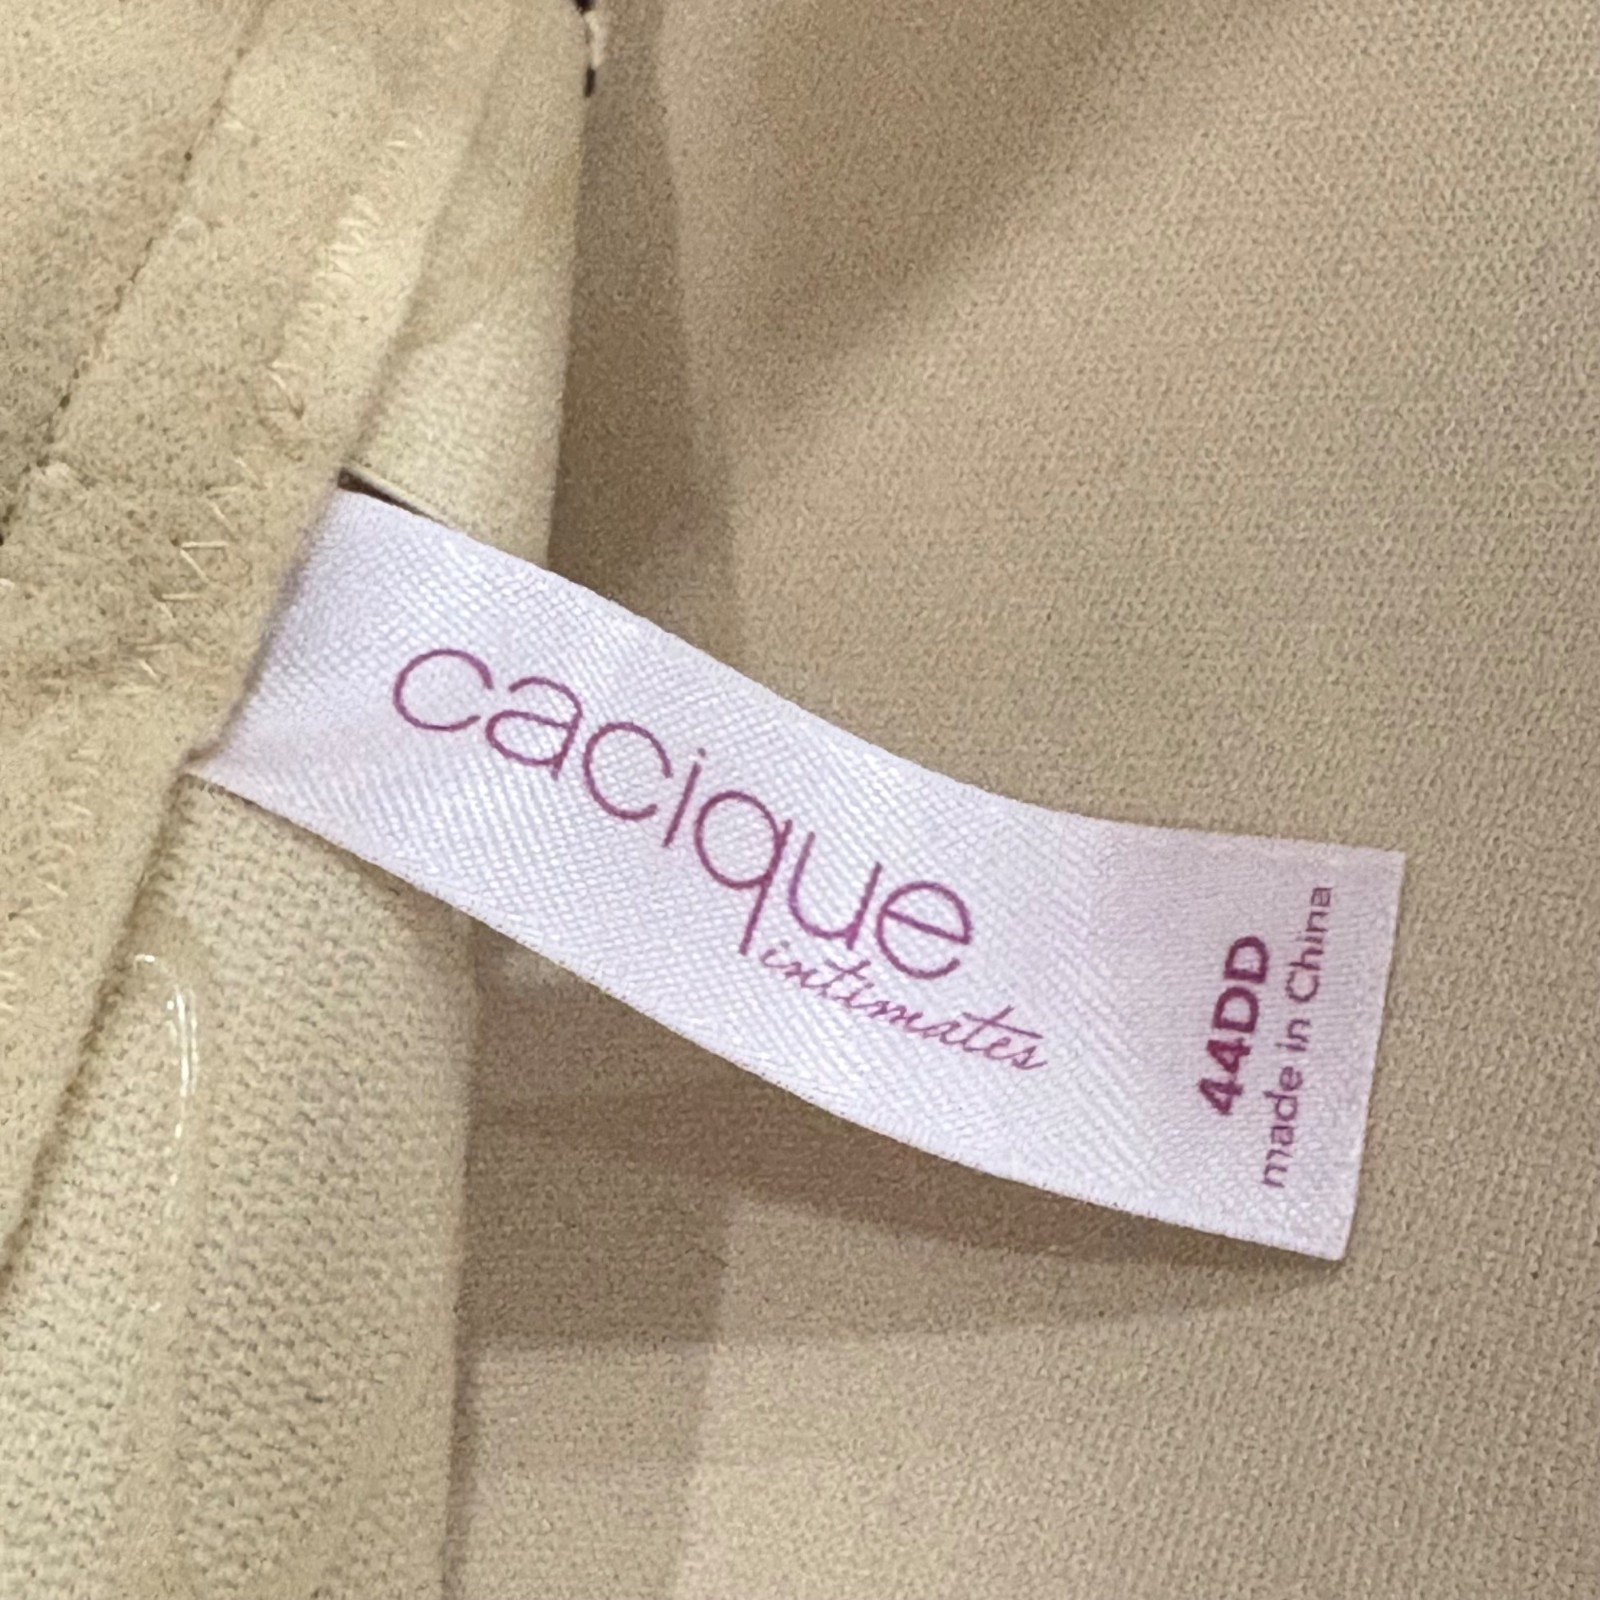 cacique
intimates
44DD
made in China